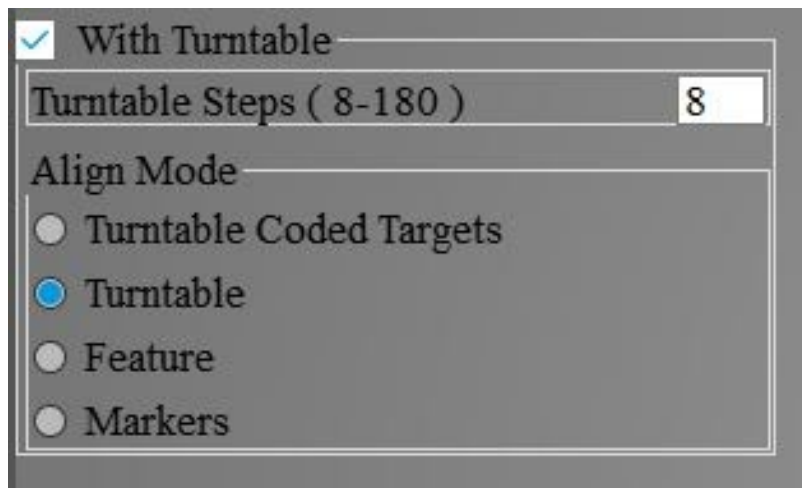 With Turntable
Turntable Steps ( 8-180 ) 8
Align Mode
Turntable Coded Targets
Turntable
Feature
Markers